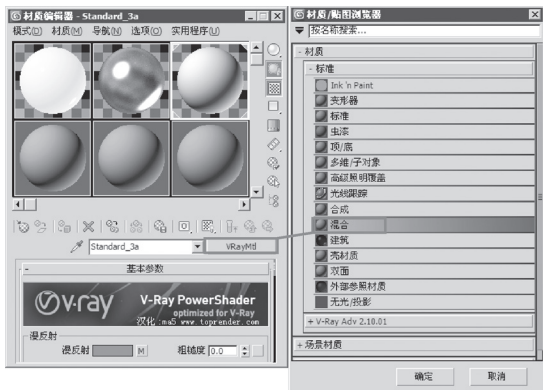 材质编辑器 - Standard_3a
模式(D) 材质(M) 导航(N) 选项(O) 实用程序(U)
Standard_3a VRayMtl
- 基本参数
V·ray V-Ray PowerShader
optimized for V-Ray
汉化:ma5 www.toprender.com
漫反射
漫反射 M 粗糙度 0.0
材质/贴图浏览器
按名称搜索...
- 材质
- 标准
Ink 'n Paint
变形器
标准
虫漆
顶/底
多维/子对象
高级照明覆盖
光线跟踪
合成
混合
建筑
壳材质
双面
外部参照材质
无光/投影
+ V-Ray Adv 2.10.01
+ 场景材质
确定 取消